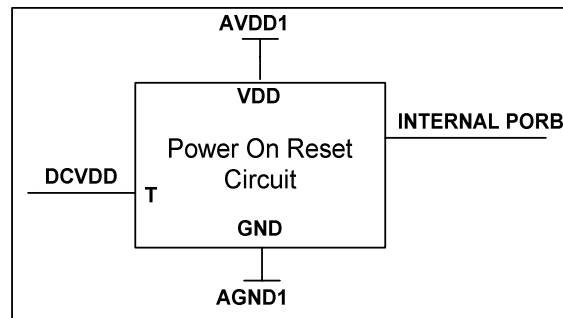 AVDD1
VDD
INTERNAL PORB
Power On Reset
Circuit
DCVDD
T
GND
AGND1